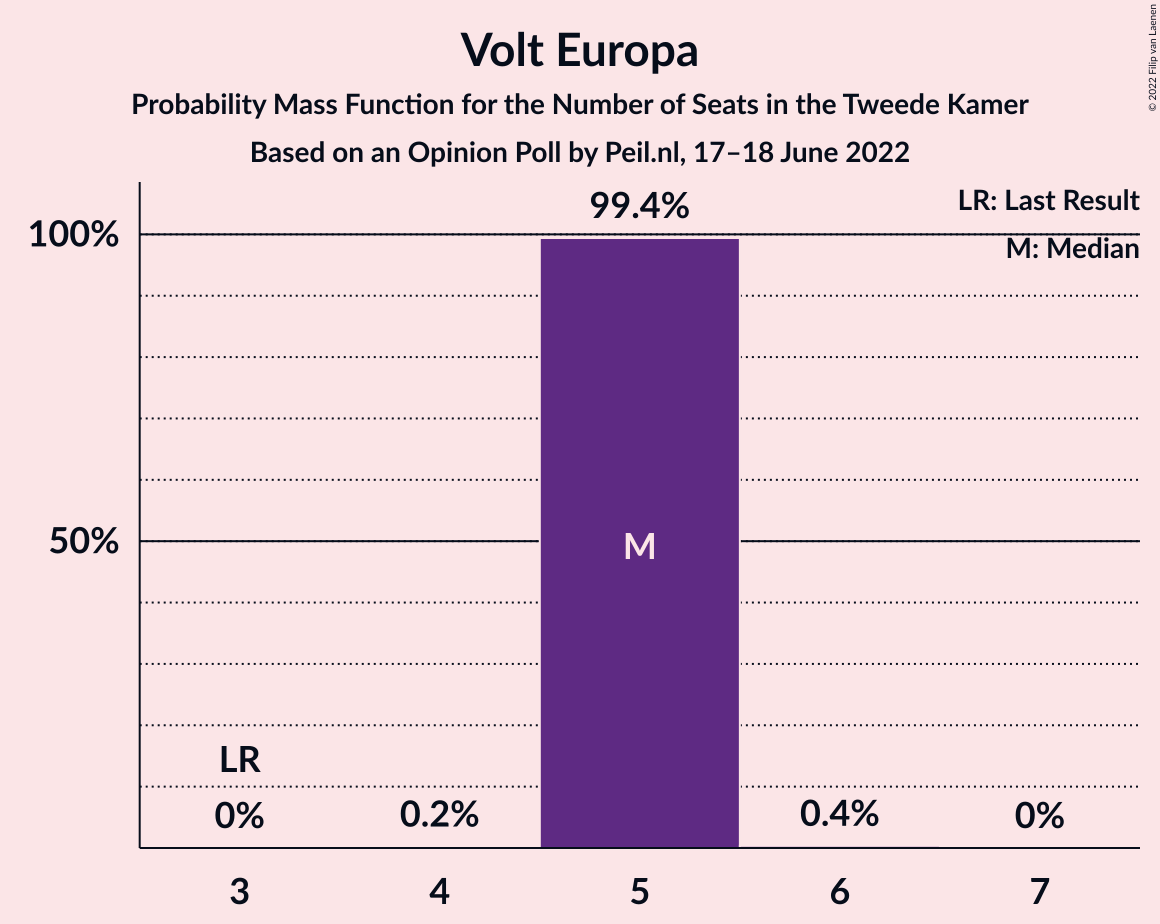 Volt Europa
Probability Mass Function for the Number of Seats in the Tweede Kamer
Based on an Opinion Poll by Peil.nl, 17–18 June 2022
© 2022 Filip van Laenen
LR: Last Result
M: Median
99.4%
100%
50%
M
LR
0%
0.2%
0.4%
0%
3
4
5
6
7